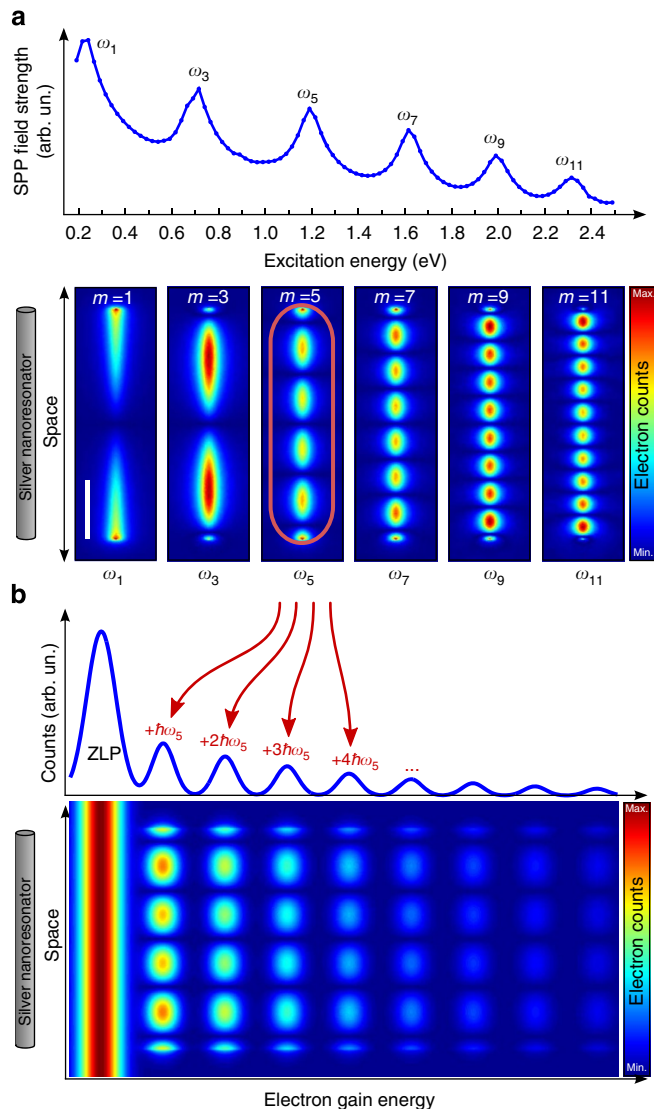 a
SPP field strength
(arb. un.)
ω1
ω3
ω5
ω7
ω9
ω11
0.2 0.4 0.6 0.8 1.0 1.2 1.4 1.6 1.8 2.0 2.2 2.4
Excitation energy (eV)
Silver nanoresonator
Space
m=1 m=3 m=5 m=7 m=9 m=11
Max.
Electron counts
Min.
ω1 ω3 ω5 ω7 ω9 ω11
b
Counts (arb. un.)
ZLP
+ħω5
+2ħω5
+3ħω5
+4ħω5
...
Silver nanoresonator
Space
Max.
Electron counts
Min.
Electron gain energy